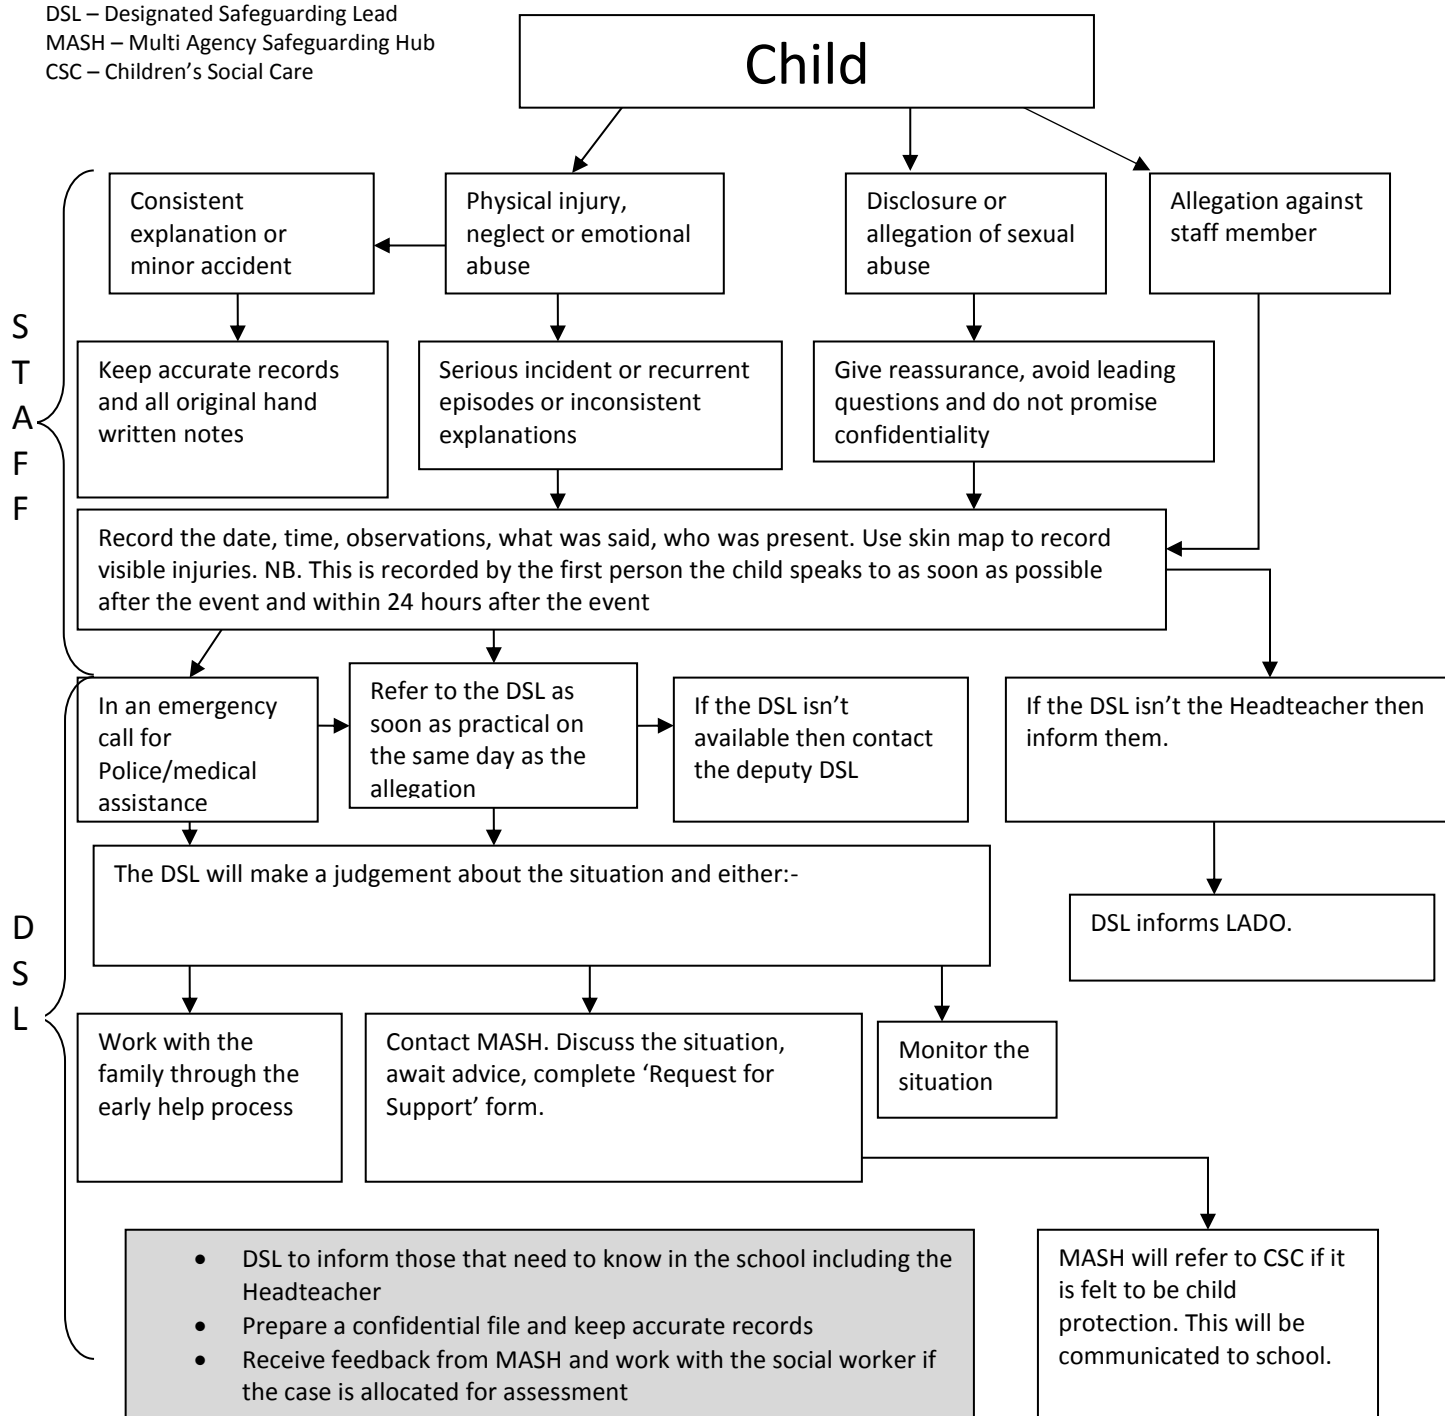 DSL – Designated Safeguarding Lead
MASH – Multi Agency Safeguarding Hub
CSC – Children’s Social Care
Child
S
T
A
F
F
Consistent
explanation or
minor accident
Physical injury,
neglect or emotional
abuse
Disclosure or
allegation of sexual
abuse
Allegation against
staff member
Keep accurate records
and all original hand
written notes
Serious incident or recurrent
episodes or inconsistent
explanations
Give reassurance, avoid leading
questions and do not promise
confidentiality
Record the date, time, observations, what was said, who was present. Use skin map to record
visible injuries. NB. This is recorded by the first person the child speaks to as soon as possible
after the event and within 24 hours after the event
D
S
L
In an emergency
call for
Police/medical
assistance
Refer to the DSL as
soon as practical on
the same day as the
allegation
If the DSL isn’t
available then contact
the deputy DSL
If the DSL isn’t the Headteacher then
inform them.
The DSL will make a judgement about the situation and either:-
DSL informs LADO.
Work with the
family through the
early help process
Contact MASH. Discuss the situation,
await advice, complete ‘Request for
Support’ form.
Monitor the
situation
• DSL to inform those that need to know in the school including the
Headteacher
• Prepare a confidential file and keep accurate records
• Receive feedback from MASH and work with the social worker if
the case is allocated for assessment
MASH will refer to CSC if it
is felt to be child
protection. This will be
communicated to school.